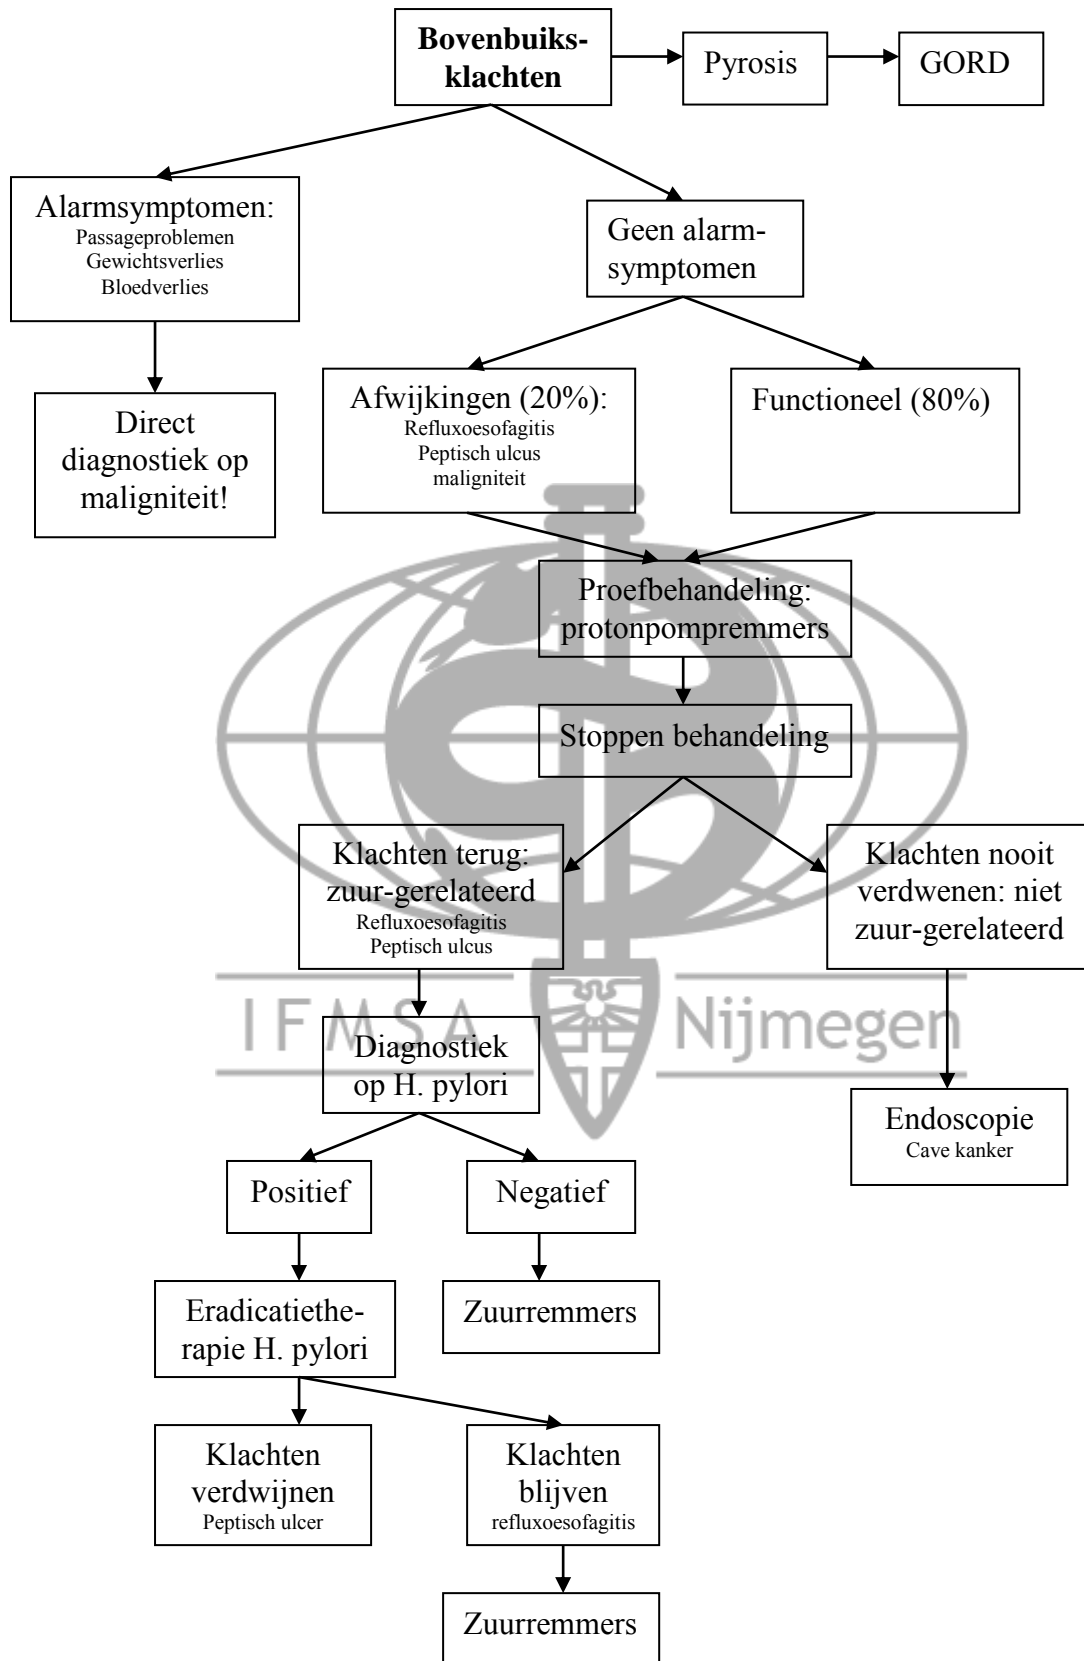 Bovenbuiks-
klachten
Pyrosis
GORD
Alarmsymptomen:
Passageproblemen
Gewichtsverlies
Bloedverlies
Geen alarm-
symptomen
Direct
diagnostiek op
maligniteit!
Afwijkingen (20%):
Refluxoesofagitis
Peptisch ulcus
maligniteit
Functioneel (80%)
Proefbehandeling:
protonpompremmers
Stoppen behandeling
Klachten terug:
zuur-gerelateerd
Refluxoesofagitis
Peptisch ulcus
Klachten nooit
verdwenen: niet
zuur-gerelateerd
IFMSA Nijmegen
Diagnostiek
op H. pylori
Endoscopie
Cave kanker
Positief
Negatief
Eradicatiethe-
rapie H. pylori
Zuurremmers
Klachten
verdwijnen
Peptisch ulcer
Klachten
blijven
refluxoesofagitis
Zuurremmers